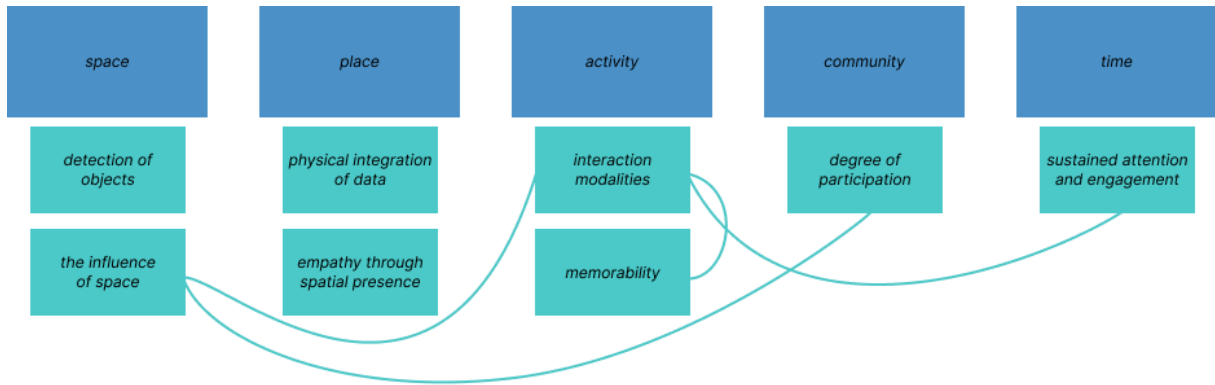 space
place
activity
community
time
detection of
objects
physical integration
of data
interaction
modalities
degree of
participation
sustained attention
and engagement
the influence
of space
empathy through
spatial presence
memorability